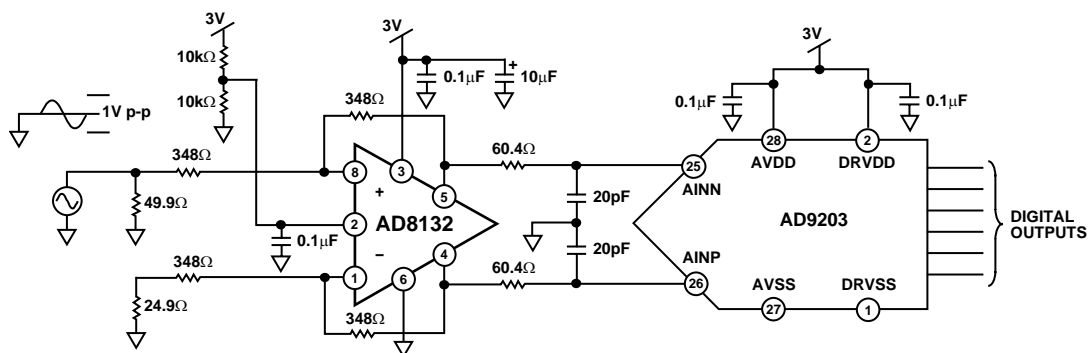 3V
10kΩ
10kΩ
1V p-p
3V
+
0.1µF
10µF
348Ω
348Ω
49.9Ω
8
+
3
5
2
AD8132
0.1µF
−
1
6
4
348Ω
24.9Ω
348Ω
60.4Ω
20pF
20pF
60.4Ω
3V
0.1µF
0.1µF
28
AVDD
2
DRVDD
25
AINN
AD9203
DIGITAL
OUTPUTS
AINP
26
AVSS
27
DRVSS
1